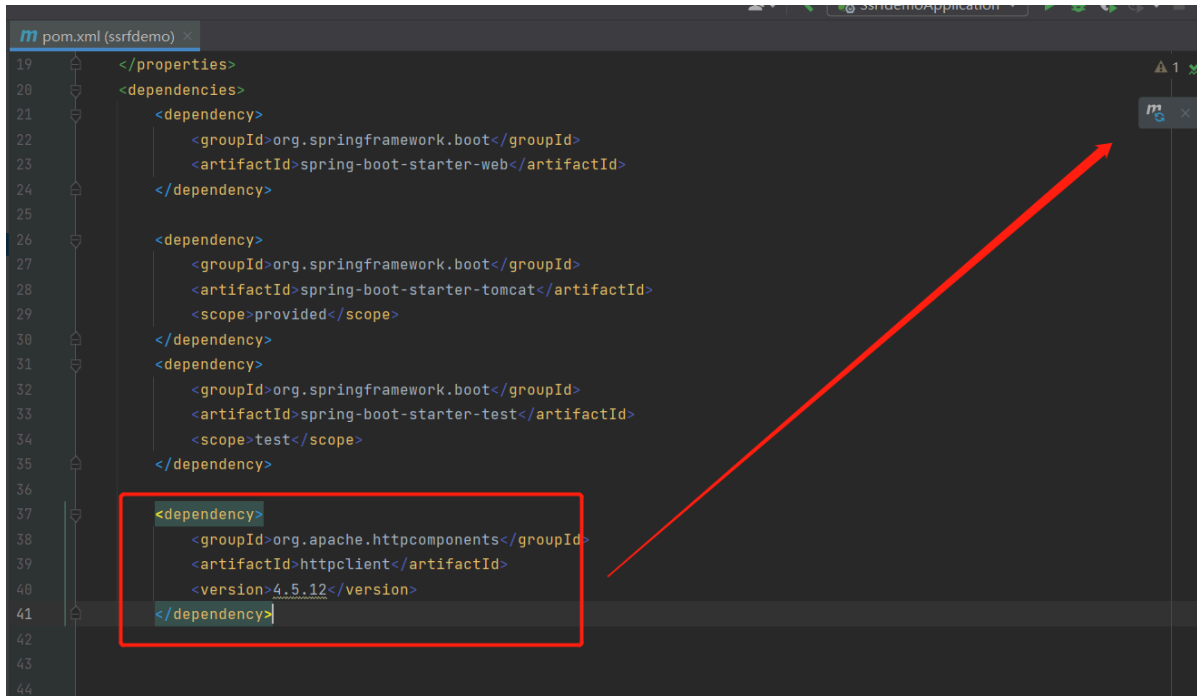 SsrfdemoApplication
m pom.xml (ssrfdemo) ×
19 </properties>
1
20 <dependencies>
21 <dependency>
m
22 <groupId>org.springframework.boot</groupId>
23 <artifactId>spring-boot-starter-web</artifactId>
24 </dependency>
25
26 <dependency>
27 <groupId>org.springframework.boot</groupId>
28 <artifactId>spring-boot-starter-tomcat</artifactId>
29 <scope>provided</scope>
30 </dependency>
31 <dependency>
32 <groupId>org.springframework.boot</groupId>
33 <artifactId>spring-boot-starter-test</artifactId>
34 <scope>test</scope>
35 </dependency>
36
37 <dependency>
38 <groupId>org.apache.httpcomponents</groupId>
39 <artifactId>httpclient</artifactId>
40 <version>4.5.12</version>
41 </dependency>
42
43
44